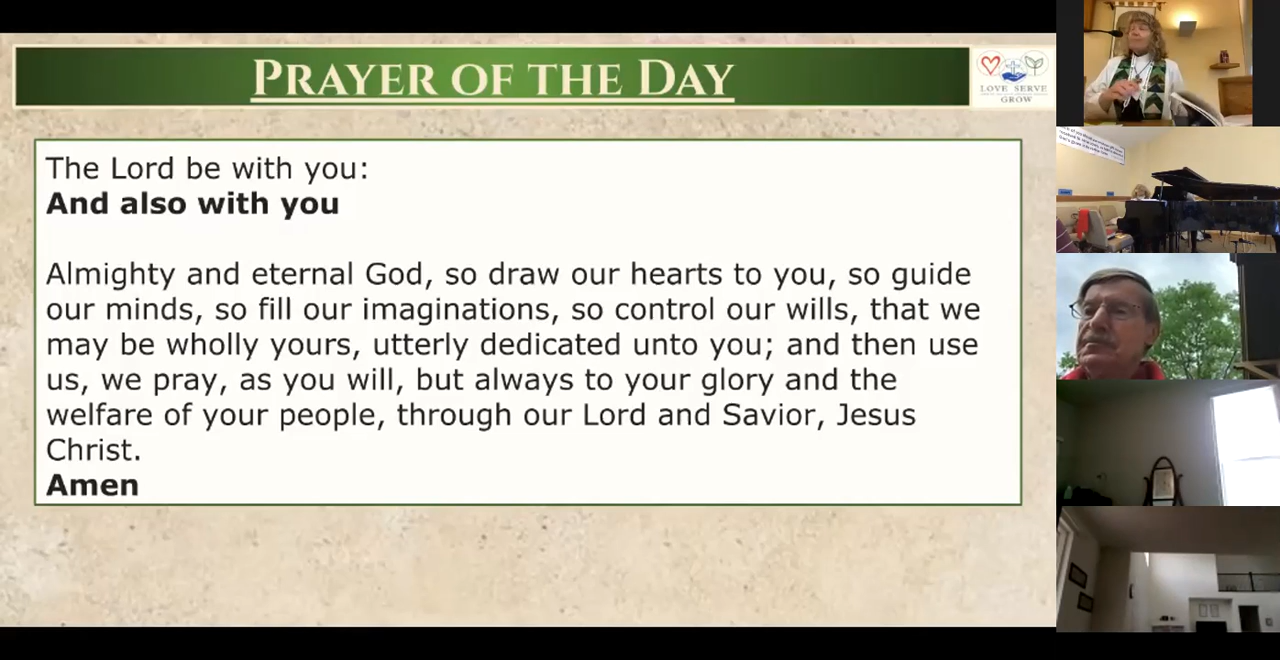 PRAYER OF THE DAY
LOVE SERVE
GROW
The Lord be with you:
And also with you
Almighty and eternal God, so draw our hearts to you, so guide
our minds, so fill our imaginations, so control our wills, that we
may be wholly yours, utterly dedicated unto you; and then use
us, we pray, as you will, but always to your glory and the
welfare of your people, through our Lord and Savior, Jesus
Christ.
Amen